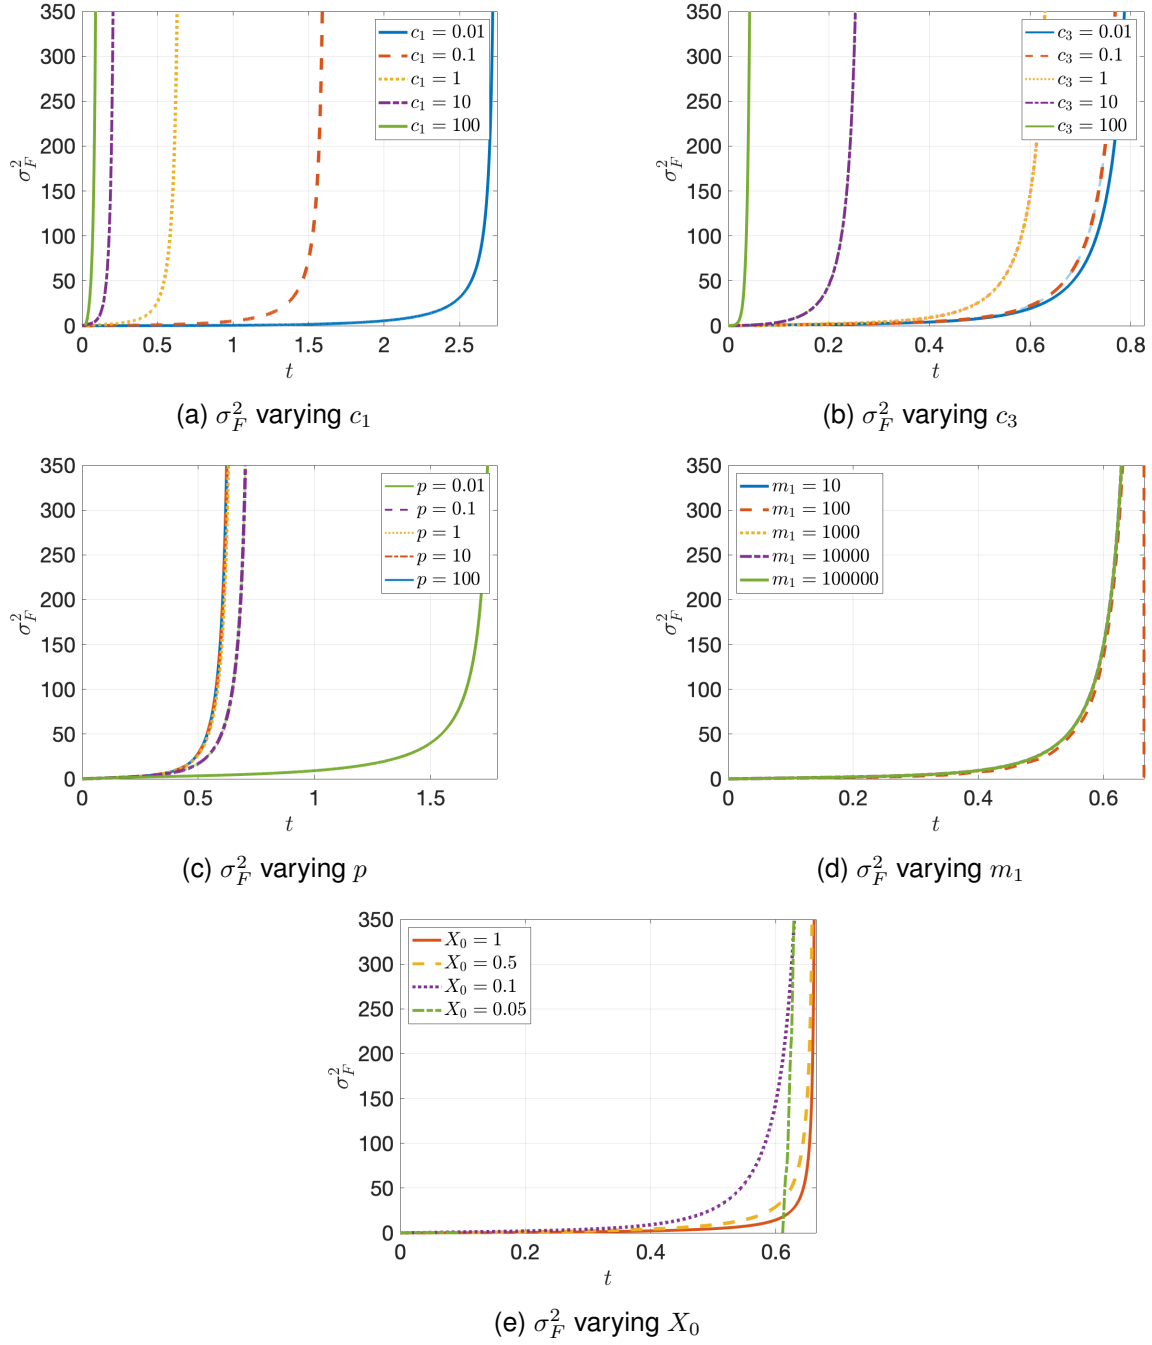 350
300
250
200
150
100
50
0
σ_F^2
0 0.5 1 1.5 2 2.5
t
c_1 = 0.01
c_1 = 0.1
c_1 = 1
c_1 = 10
c_1 = 100
(a) σ_F^2 varying c_1
350
300
250
200
150
100
50
0
σ_F^2
0 0.2 0.4 0.6 0.8
t
c_3 = 0.01
c_3 = 0.1
c_3 = 1
c_3 = 10
c_3 = 100
(b) σ_F^2 varying c_3
350
300
250
200
150
100
50
0
σ_F^2
0 0.5 1 1.5
t
p = 0.01
p = 0.1
p = 1
p = 10
p = 100
(c) σ_F^2 varying p
350
300
250
200
150
100
50
0
σ_F^2
0 0.2 0.4 0.6
t
m_1 = 10
m_1 = 100
m_1 = 1000
m_1 = 10000
m_1 = 100000
(d) σ_F^2 varying m_1
350
300
250
200
150
100
50
0
σ_F^2
0 0.2 0.4 0.6
t
X_0 = 1
X_0 = 0.5
X_0 = 0.1
X_0 = 0.05
(e) σ_F^2 varying X_0